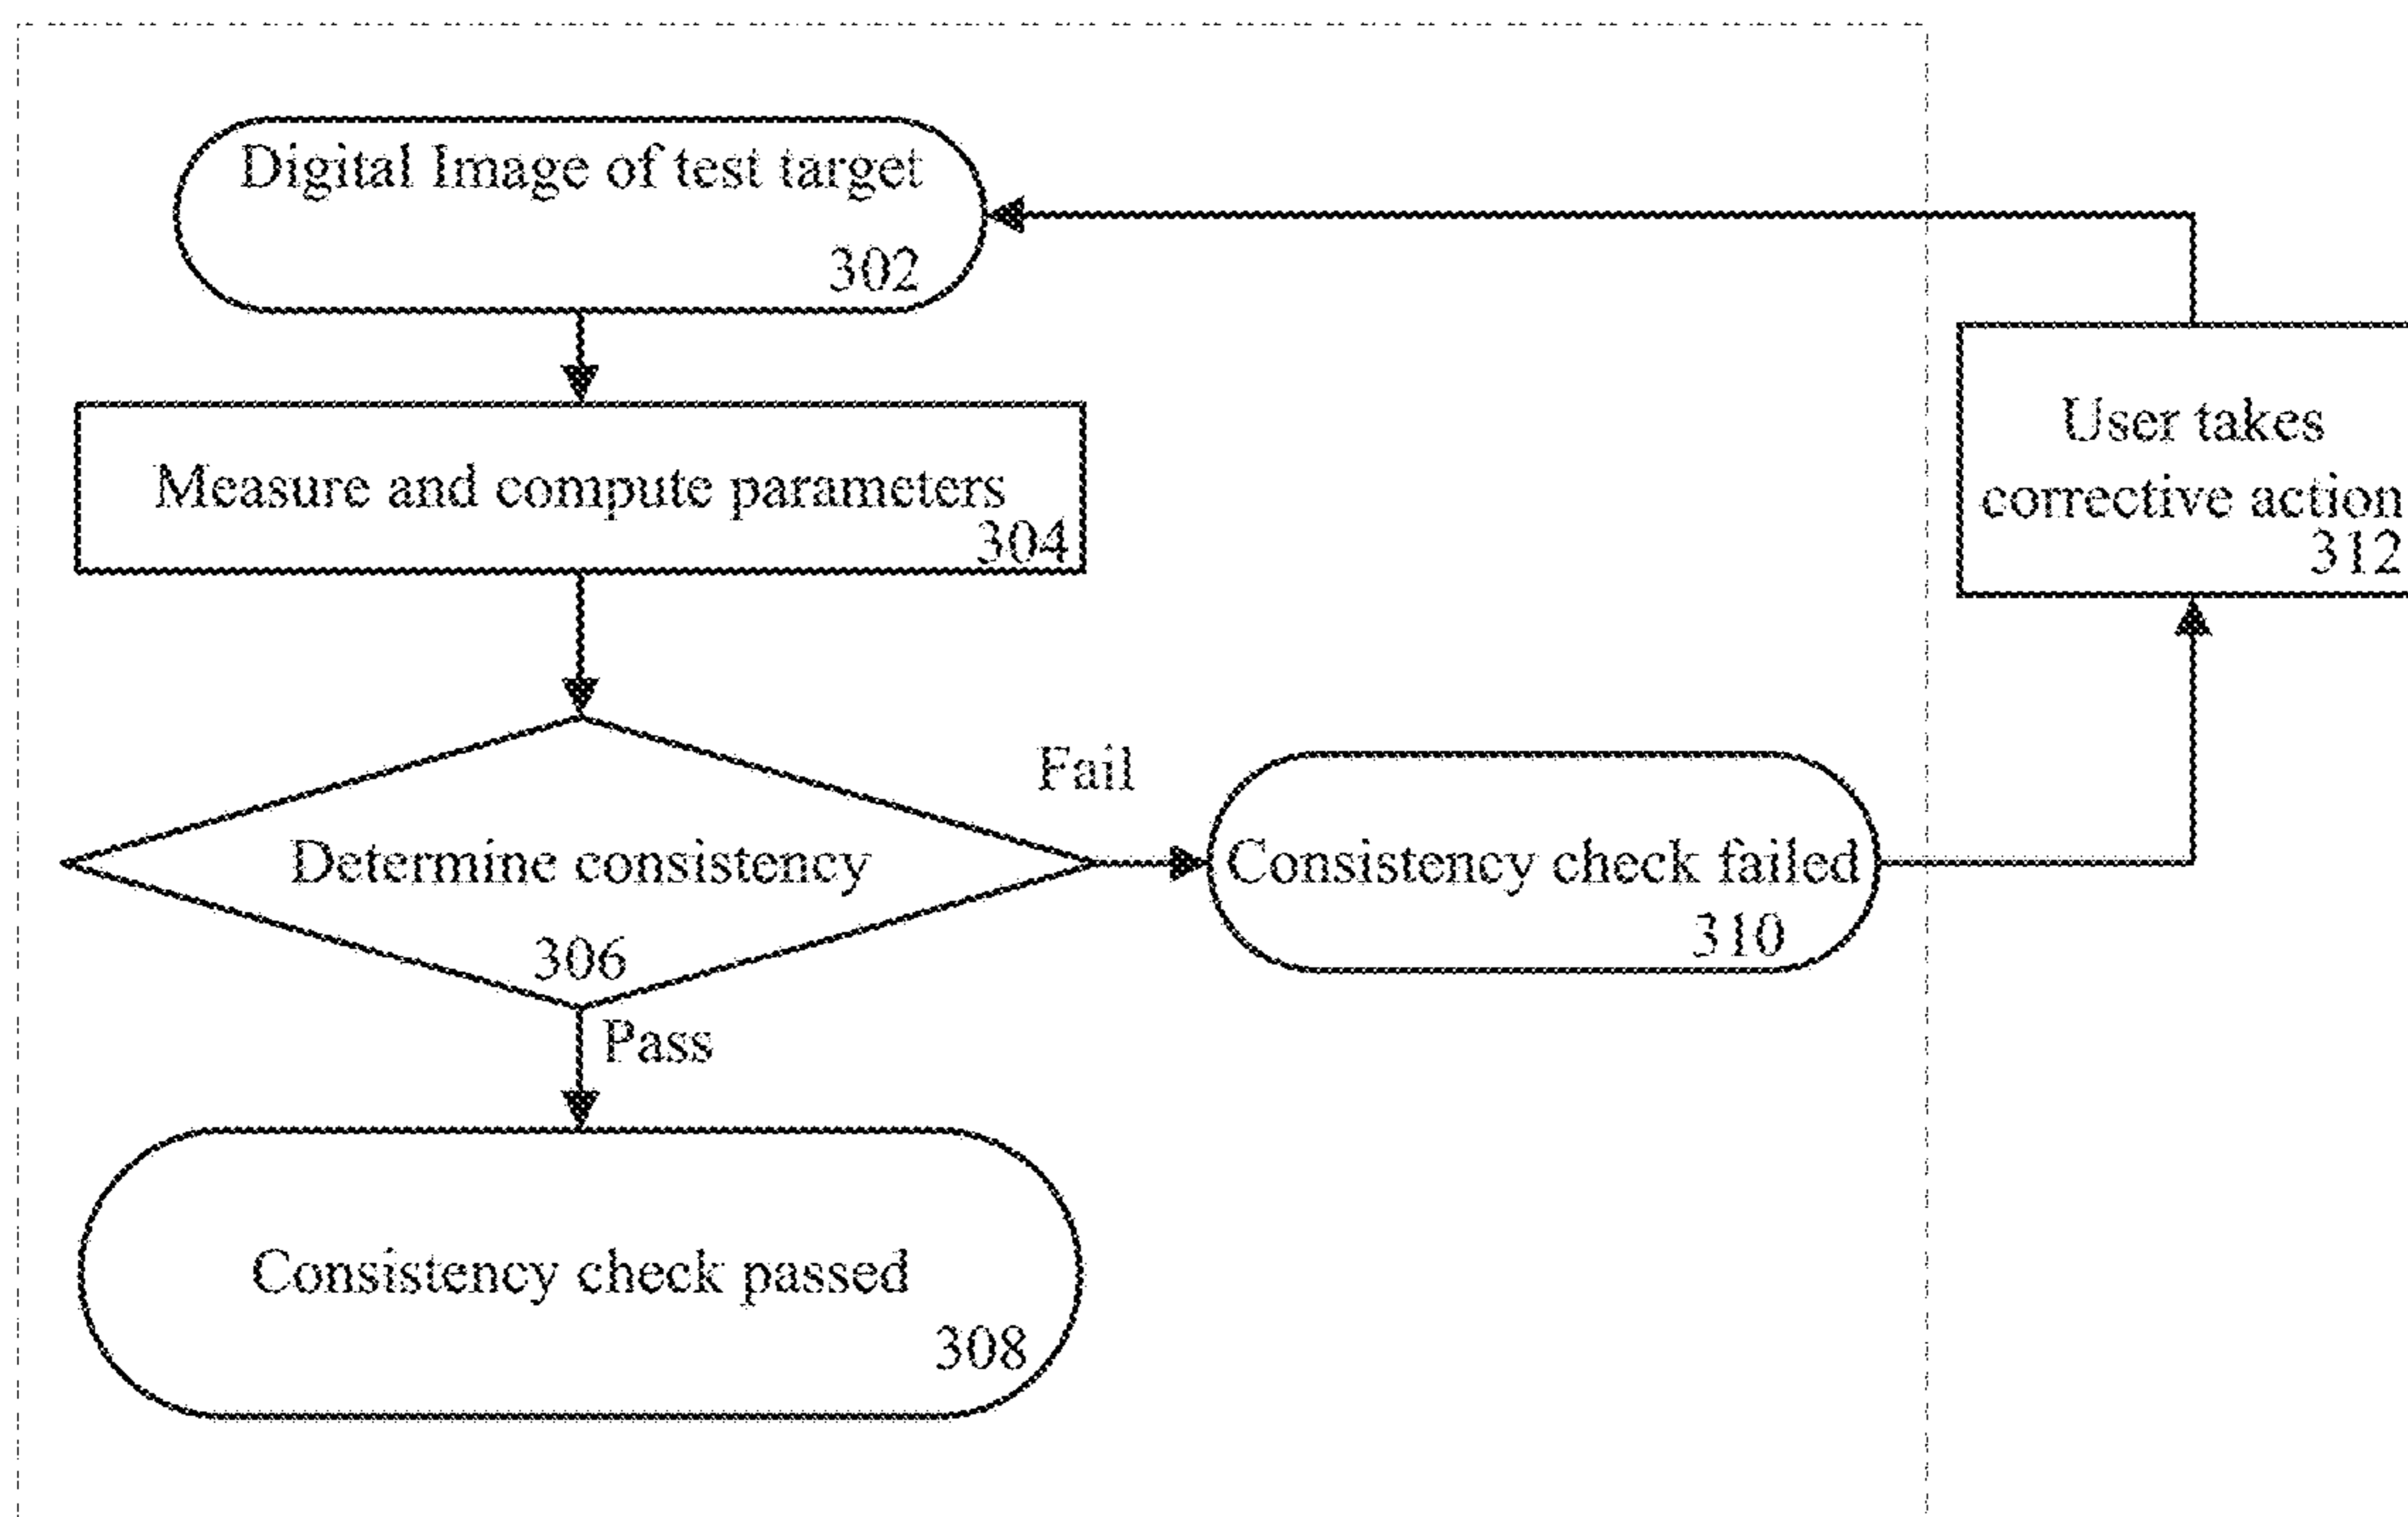 Digital Image of test target
302
Measure and compute parameters
304
User takes
corrective action
312
Fail
Determine consistency
306
Consistency check failed
310
Pass
Consistency check passed
308